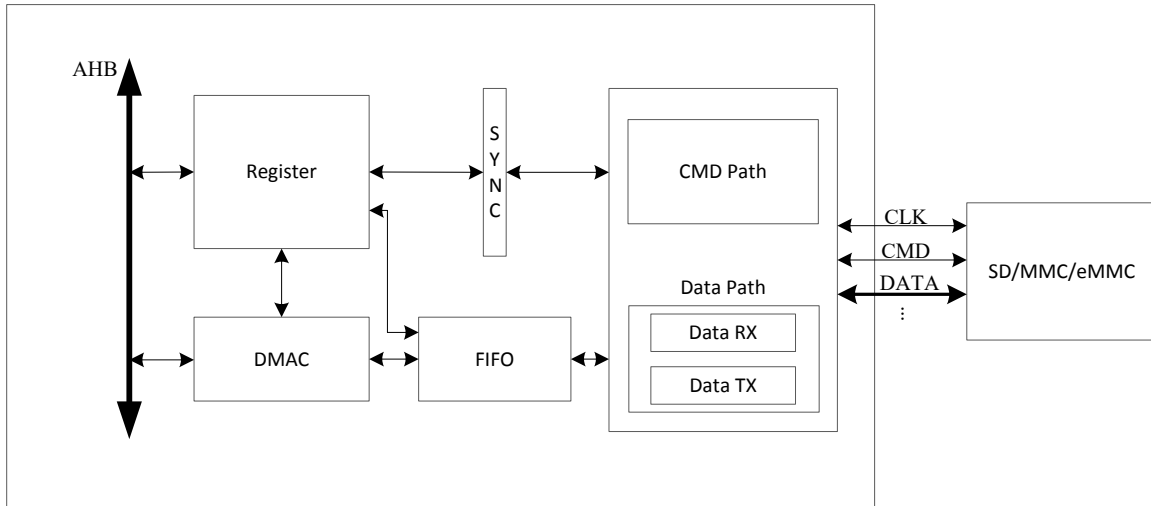 AHB
Register
S
Y
N
C
CMD Path
CLK
CMD
DATA
...
SD/MMC/eMMC
Data Path
Data RX
Data TX
DMAC
FIFO